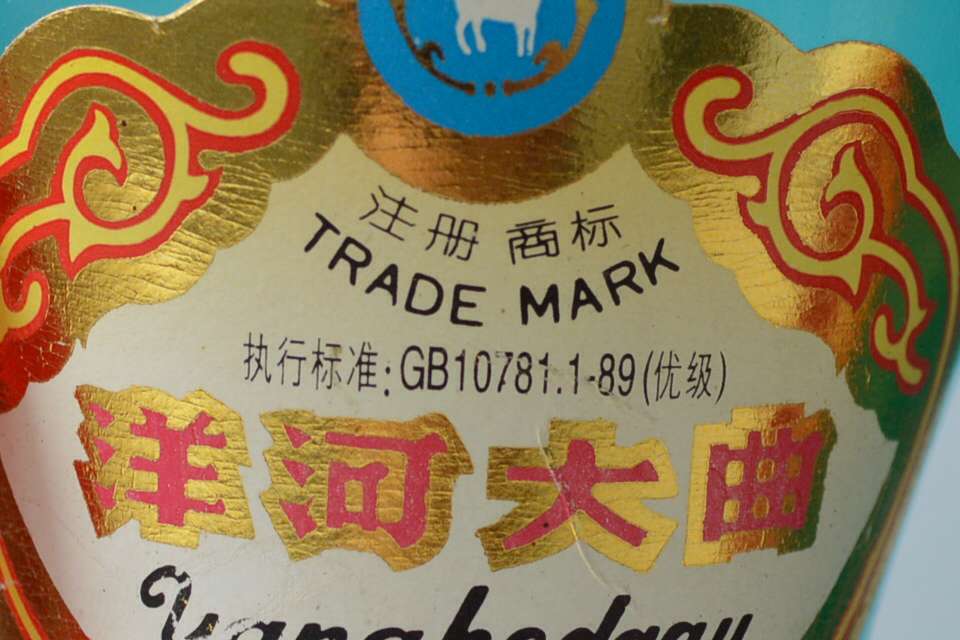 注册 商标
TRADE MARK
执行标准:GB10781.1-89(优级)
洋河大曲
Yanghedaqu